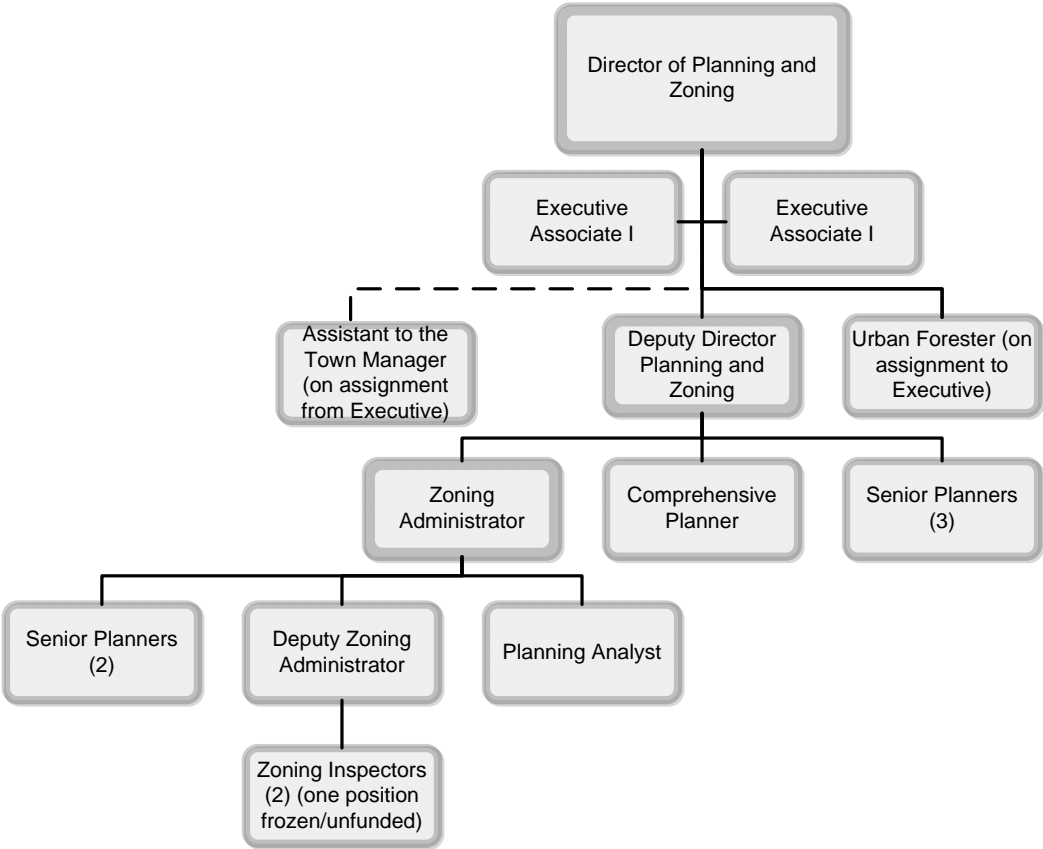 Director of Planning and
Zoning
Executive
Associate I
Executive
Associate I
Assistant to the
Town Manager
(on assignment
from Executive)
Deputy Director
Planning and
Zoning
Urban Forester (on
assignment to
Executive)
Zoning
Administrator
Comprehensive
Planner
Senior Planners
(3)
Senior Planners
(2)
Deputy Zoning
Administrator
Planning Analyst
Zoning Inspectors
(2) (one position
frozen/unfunded)